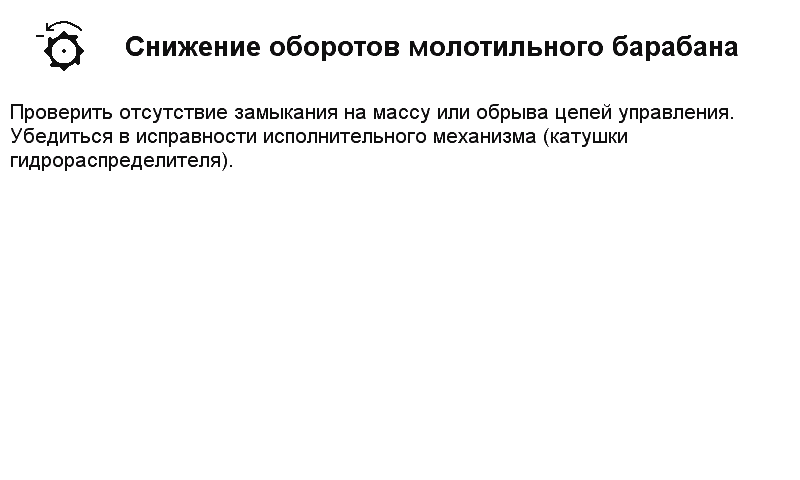 Снижение оборотов молотильного барабана
Проверить отсутствие замыкания на массу или обрыва цепей управления.
Убедиться в исправности исполнительного механизма (катушки
гидрораспределителя).